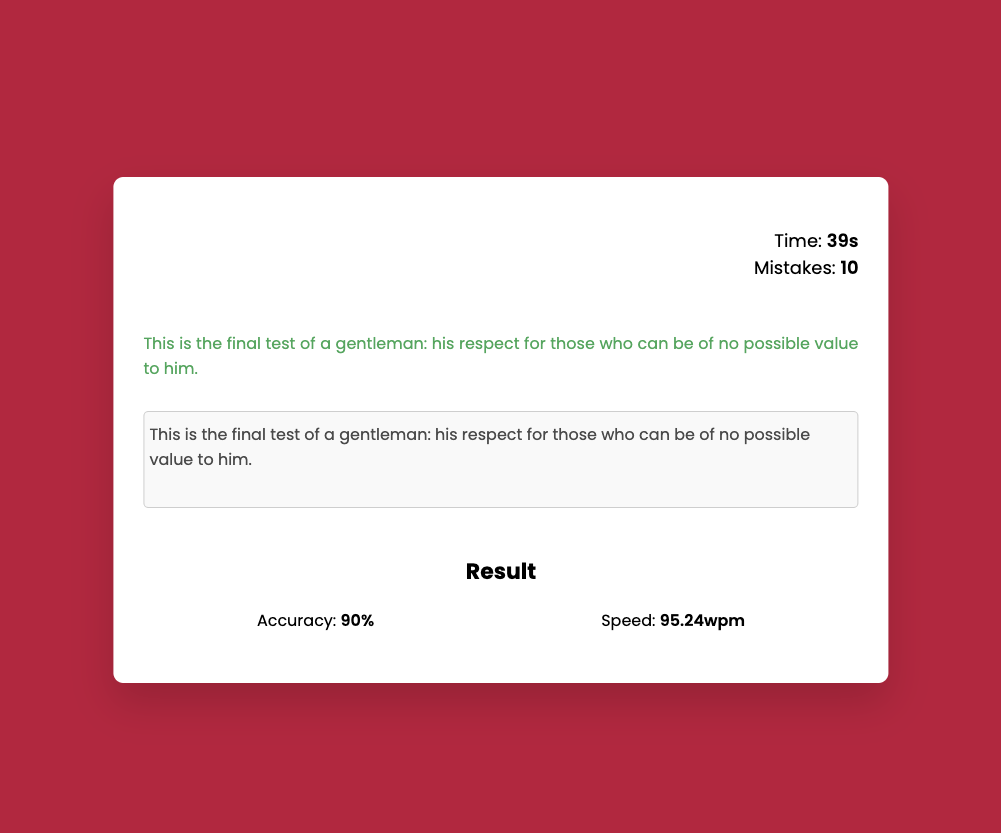 Time: 39s
Mistakes: 10
This is the final test of a gentleman: his respect for those who can be of no possible value
to him.
This is the final test of a gentleman: his respect for those who can be of no possible
value to him.
Result
Accuracy: 90%
Speed: 95.24wpm